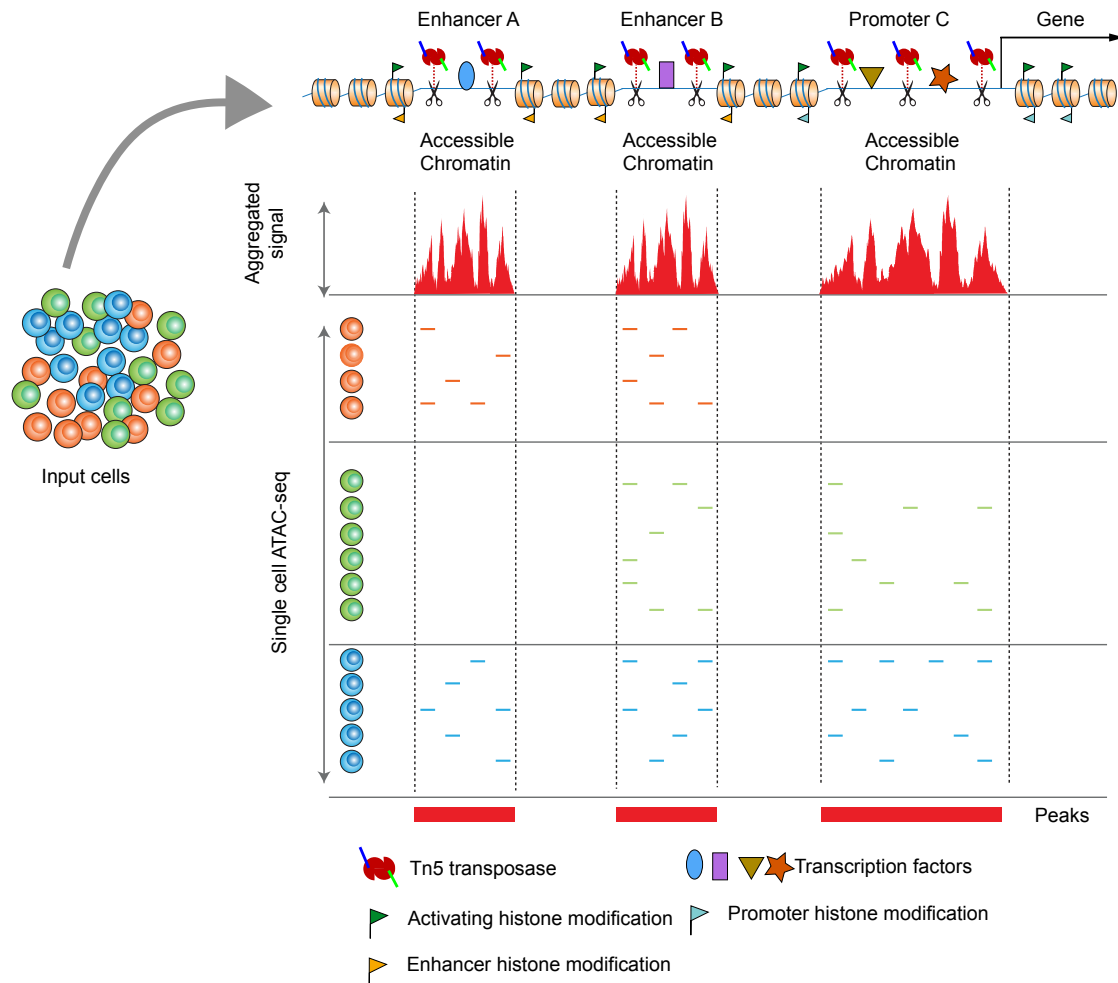 Enhancer A
Enhancer B
Promoter C
Gene
Accessible
Chromatin
Accessible
Chromatin
Accessible
Chromatin
Aggregated
signal
Input cells
Single cell ATAC-seq
Peaks
Tn5 transposase
Transcription factors
Activating histone modification
Promoter histone modification
Enhancer histone modification